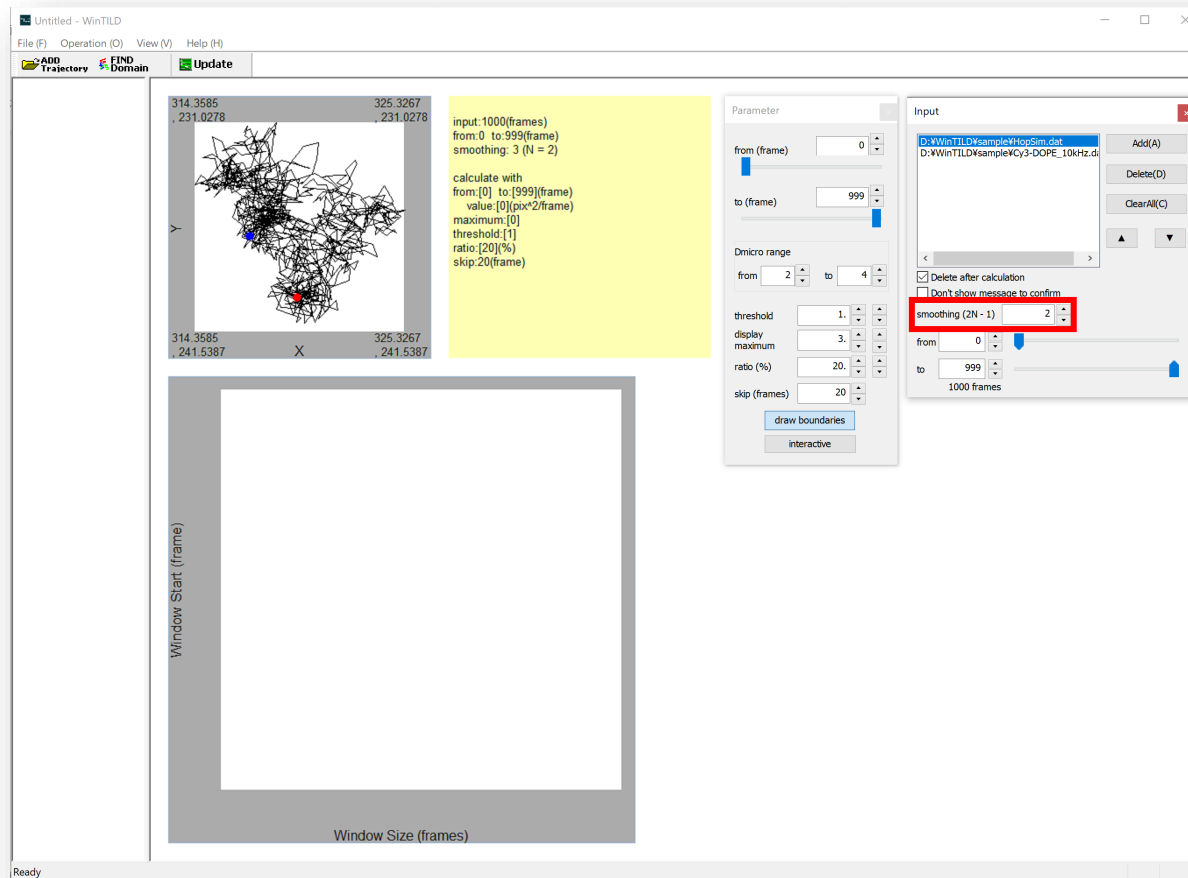 Untitled - WinTILD
File (F) Operation (O) View (V) Help (H)
ADD Trajectory FIND Domain Update
314.3585 , 231.0278
325.3267 , 231.0278
Y
314.3585 , 241.5387
X
325.3267 , 241.5387
input:1000(frames)
from:0 to:999(frame)
smoothing: 3 (N = 2)
calculate with
from:[0] to:[999](frame)
value:[0](pix^2/frame)
maximum:[0]
threshold:[1]
ratio:[20](%)
skip:20(frame)
Window Start (frame)
Window Size (frames)
Parameter
from (frame) 0
to (frame) 999
Dmicro range
from 2 to 4
threshold 1.
display maximum 3.
ratio (%) 20.
skip (frames) 20
draw boundaries
interactive
Input
D:¥WinTILD¥sample¥HopSim.dat
D:¥WinTILD¥sample¥Cy3-DOPE_10kHz.da
Add(A)
Delete(D)
ClearAll(C)
Delete after calculation
Don't show message to confirm
smoothing (2N - 1) 2
from 0
to 999
1000 frames
Ready